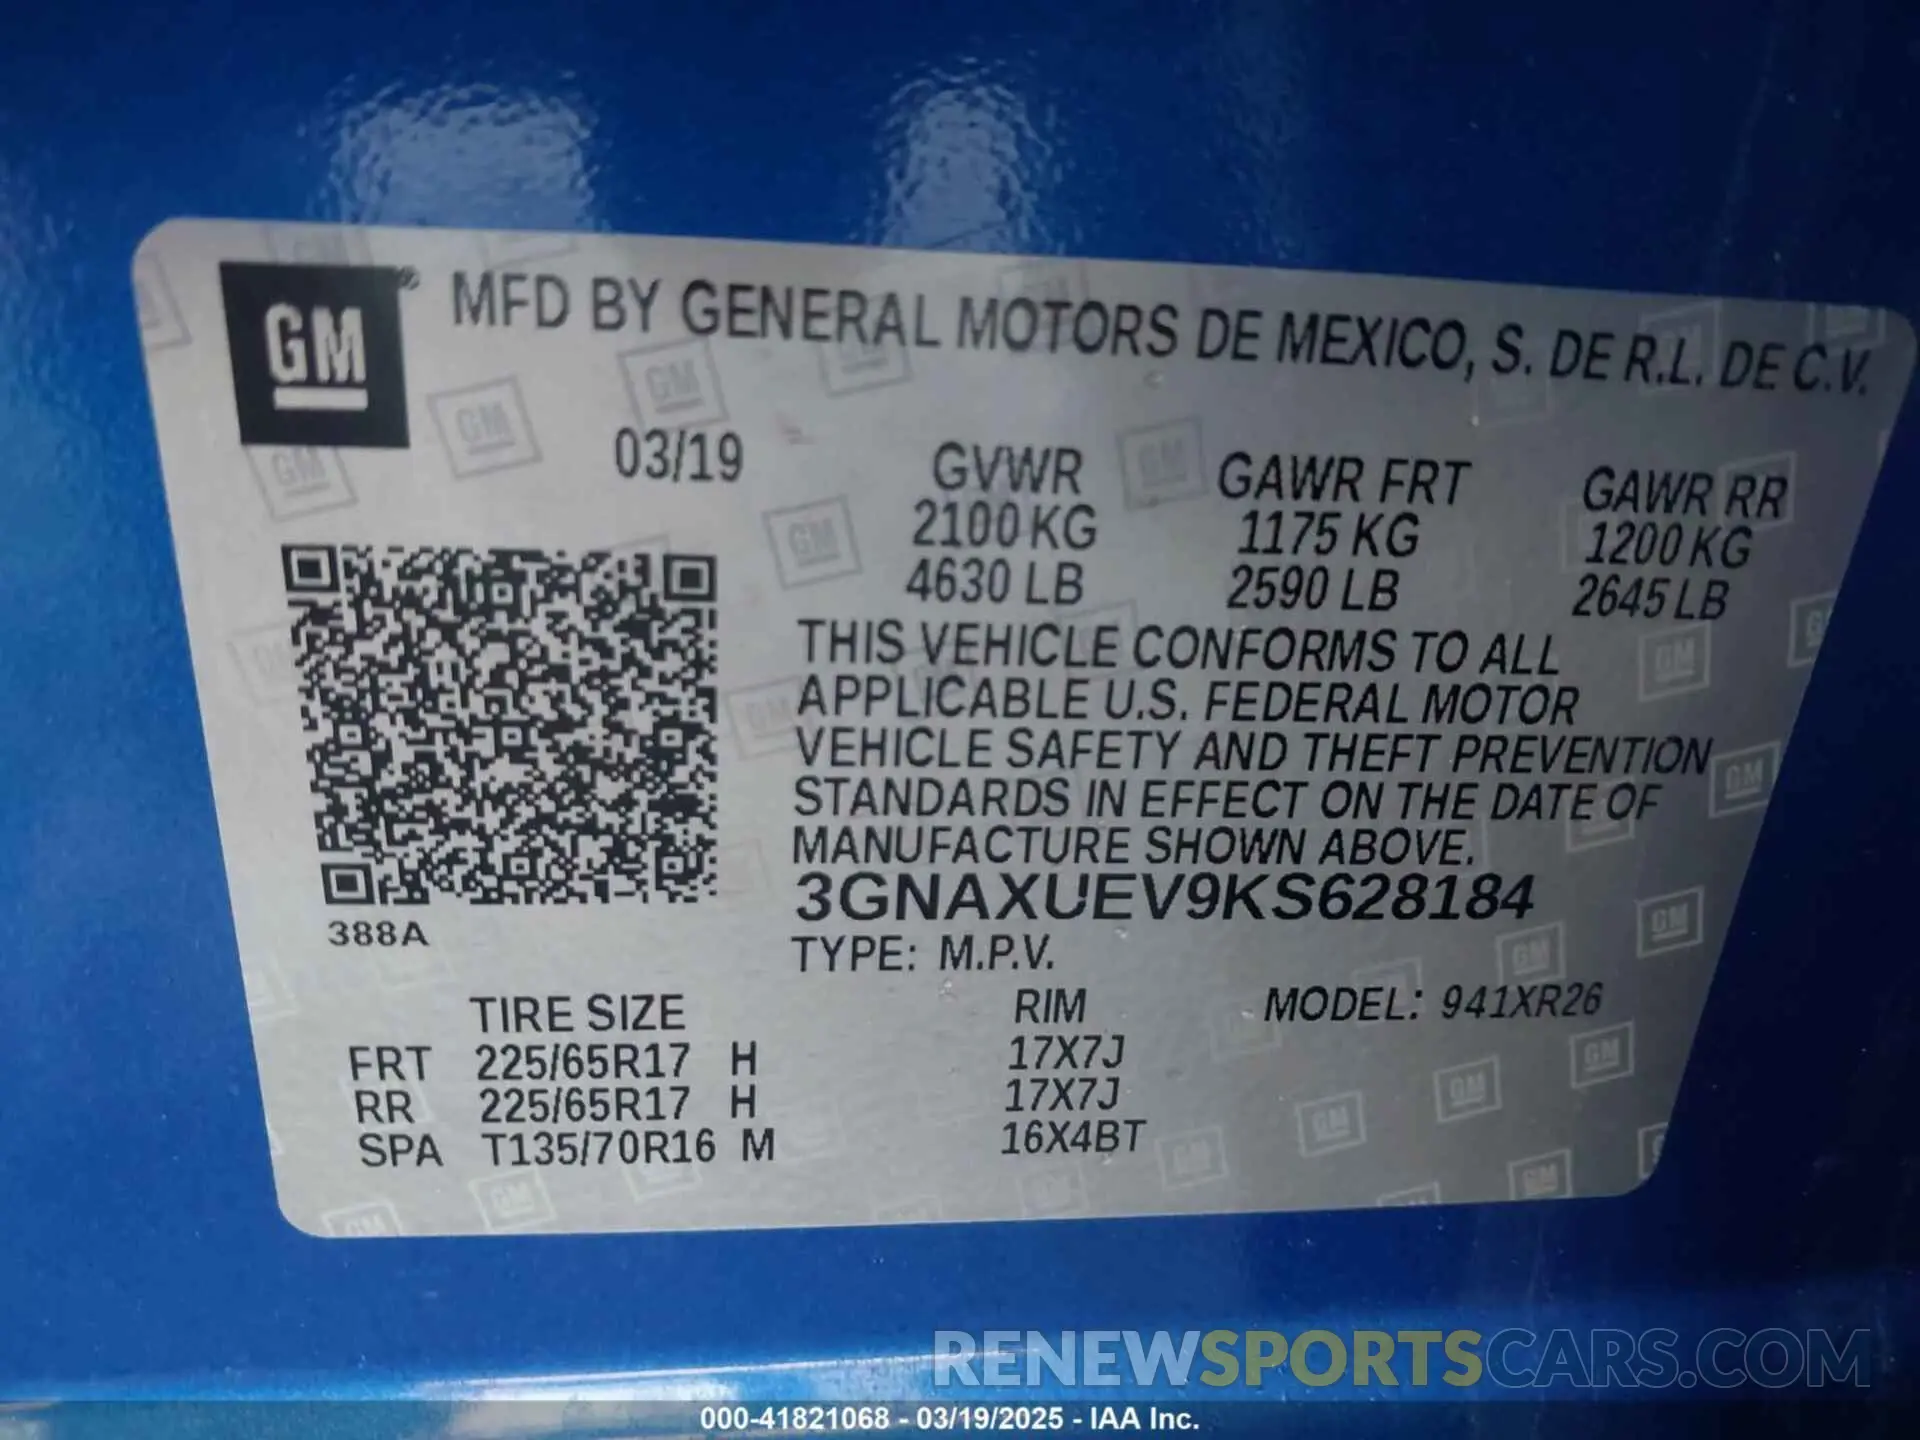 GM® MFD BY GENERAL MOTORS DE MEXICO, S. DE R.L. DE C.V.
03/19
GVWR GAWR FRT GAWR RR
2100 KG 1175 KG 1200 KG
4630 LB 2590 LB 2645 LB
THIS VEHICLE CONFORMS TO ALL
APPLICABLE U.S. FEDERAL MOTOR
VEHICLE SAFETY AND THEFT PREVENTION
STANDARDS IN EFFECT ON THE DATE OF
MANUFACTURE SHOWN ABOVE.
3GNAXUEV9KS628184
388A
TYPE: M.P.V.
TIRE SIZE RIM MODEL: 941XR26
FRT 225/65R17 H 17X7J
RR 225/65R17 H 17X7J
SPA T135/70R16 M 16X4BT
RENEWSPORTSCARS.COM
000-41821068 - 03/19/2025 - IAA Inc.